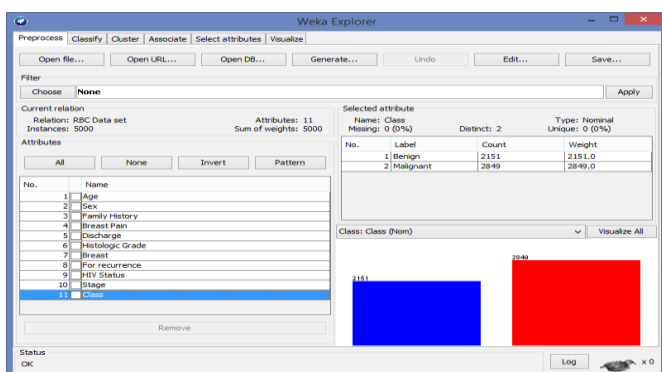 Weka Explorer
Preprocess Classify Cluster Associate Select attributes Visualize
Open file... Open URL... Open DB... Generate... Undo Edit... Save...
Filter
Choose None Apply
Current relation
Relation: RBC Data set Attributes: 11
Instances: 5000 Sum of weights: 5000
Attributes
All None Invert Pattern
No. Name
1 Age
2 Sex
3 Family History
4 Breast Pain
5 Discharge
6 Histologic Grade
7 Breast
8 For recurrence
9 HIV Status
10 Stage
11 Class
Remove
Selected attribute
Name: Class Type: Nominal
Missing: 0 (0%) Distinct: 2 Unique: 0 (0%)
No. Label Count Weight
1 Benign 2151 2151.0
2 Malignant 2849 2849.0
Class: Class (Nom) Visualize All
2151
2849
Status
OK
Log x 0